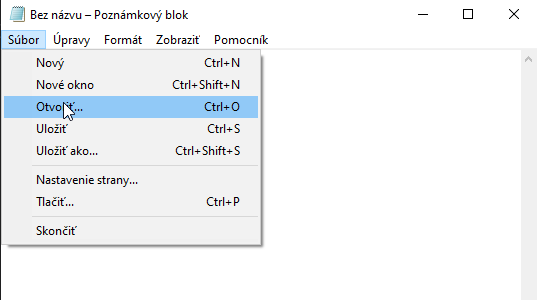 Bez názvu – Poznámkový blok
Súbor Úpravy Formát Zobraziť Pomocník
Nový Ctrl+N
Nové okno Ctrl+Shift+N
Otvoriť... Ctrl+O
Uložiť Ctrl+S
Uložiť ako... Ctrl+Shift+S
Nastavenie strany...
Tlačiť... Ctrl+P
Skončiť